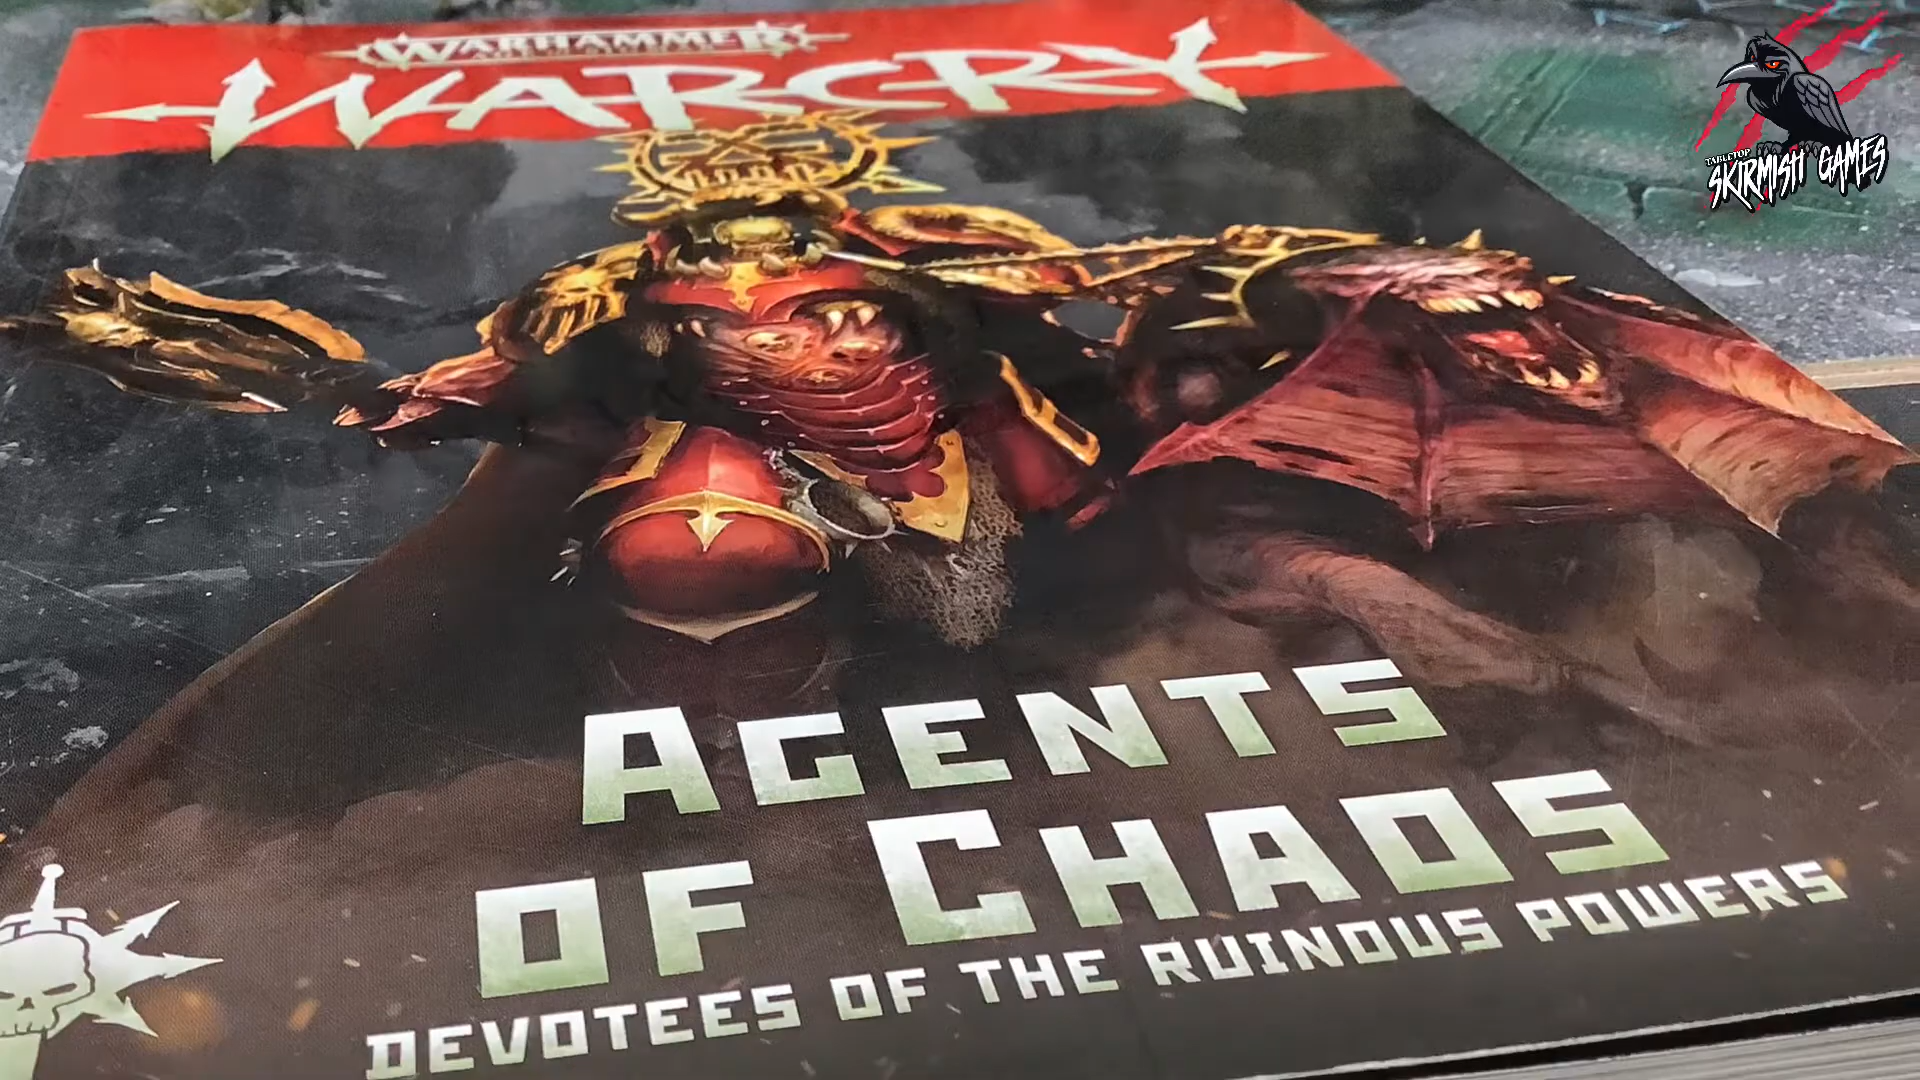 WARHAMMER
WARCRY
TABLETOP
SKIRMISH GAMES
AGENTS
OF CHAOS
DEVOTEES OF THE RUINOUS POWERS